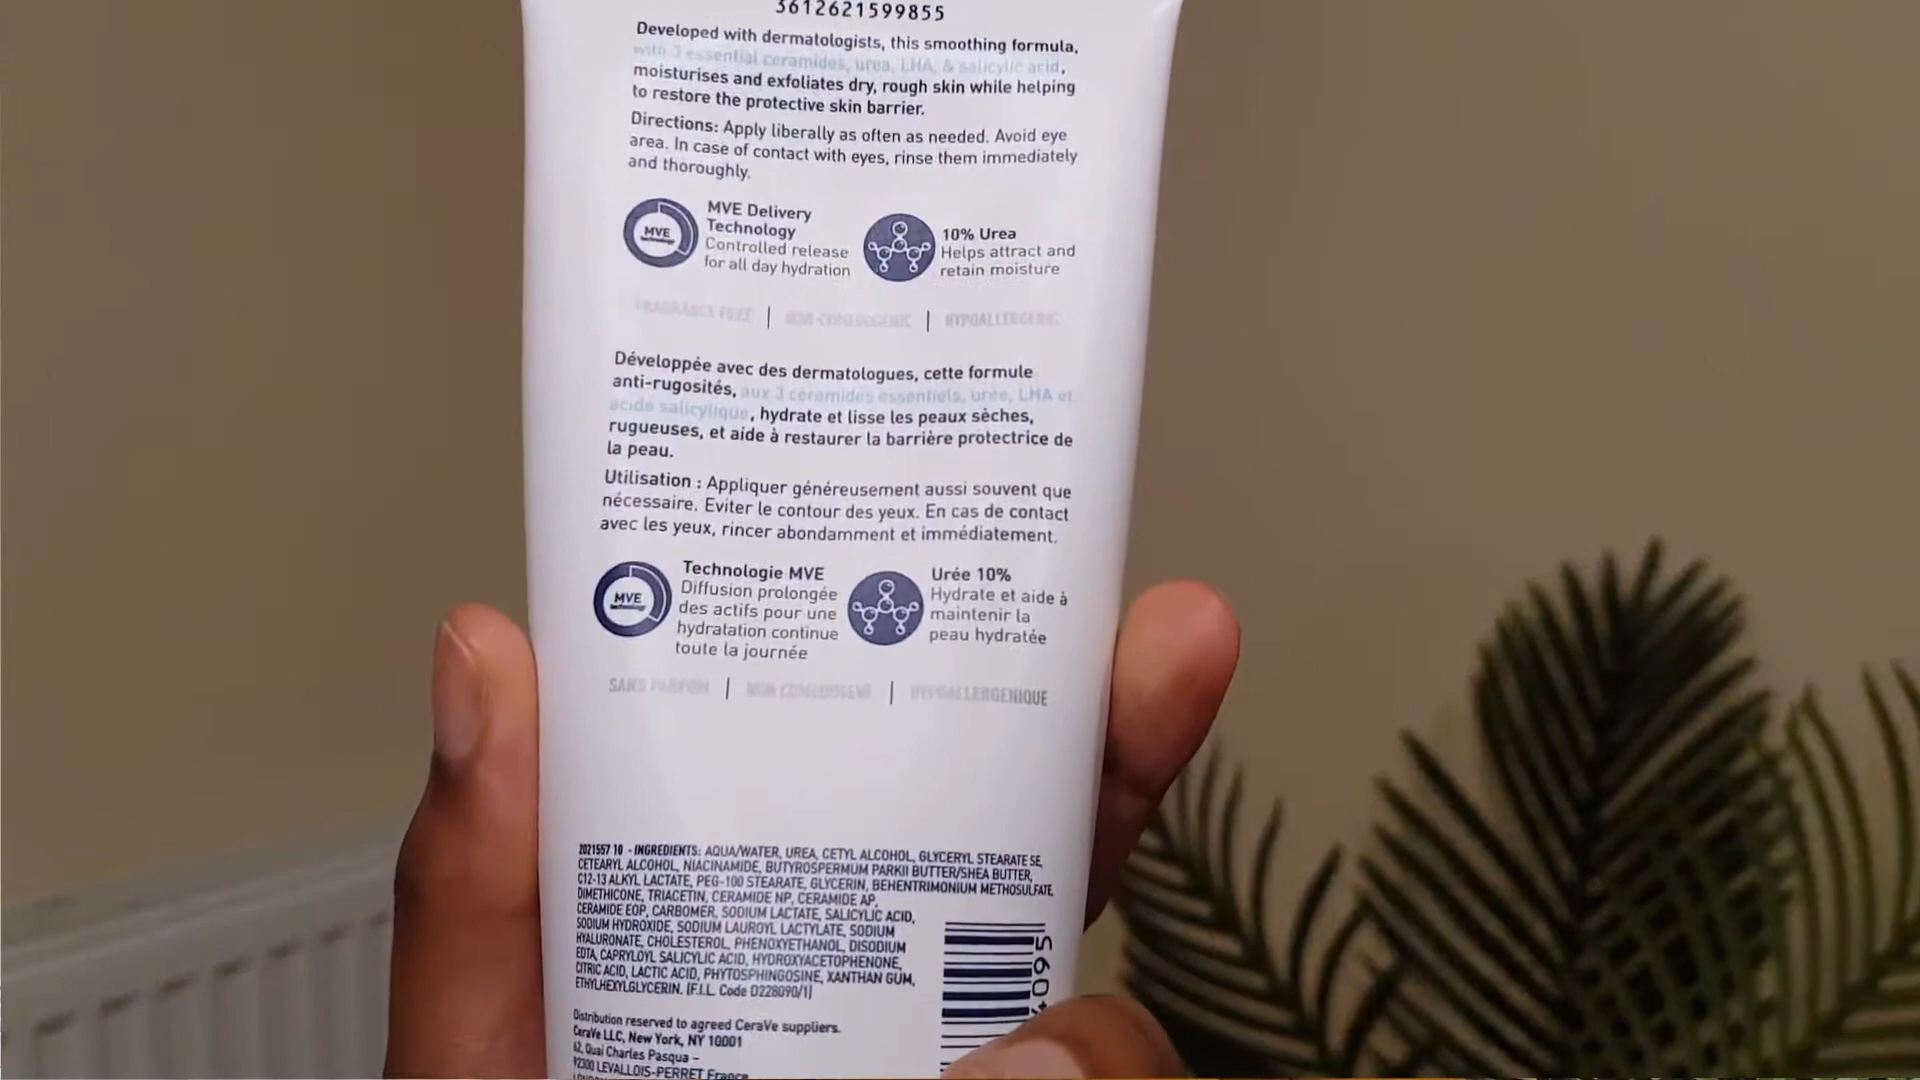 3612621599855
Developed with dermatologists, this smoothing formula,
with 3 essential ceramides, urea, LHA, & salicylic acid,
moisturises and exfoliates dry, rough skin while helping
to restore the protective skin barrier.
Directions: Apply liberally as often as needed. Avoid eye
area. In case of contact with eyes, rinse them immediately
and thoroughly.
MVE technology
MVE Delivery
Technology
Controlled release
for all day hydration
10% Urea
Helps attract and
retain moisture
FRAGRANCE FREE | NON-COMEDOGENIC | HYPOALLERGENIC
Développée avec des dermatologues, cette formule
anti-rugosités, aux 3 céramides essentiels, urée, LHA et
acide salicylique, hydrate et lisse les peaux sèches,
rugueuses, et aide à restaurer la barrière protectrice de
la peau.
Utilisation : Appliquer généreusement aussi souvent que
nécessaire. Eviter le contour des yeux. En cas de contact
avec les yeux, rincer abondamment et immédiatement.
MVE technology
Technologie MVE
Diffusion prolongée
des actifs pour une
hydratation continue
toute la journée
Urée 10%
Hydrate et aide à
maintenir la
peau hydratée
SANS PARFUM | NON COMEDOGENE | HYPOALLERGENIQUE
2021557 10 - INGREDIENTS: AQUA/WATER, UREA, CETYL ALCOHOL, GLYCERYL STEARATE SE,
CETEARYL ALCOHOL, NIACINAMIDE, BUTYROSPERMUM PARKII BUTTER/SHEA BUTTER,
C12-13 ALKYL LACTATE, PEG-100 STEARATE, GLYCERIN, BEHENTRIMONIUM METHOSULFATE,
DIMETHICONE, TRIACETIN, CERAMIDE NP, CERAMIDE AP,
CERAMIDE EOP, CARBOMER, SODIUM LACTATE, SALICYLIC ACID,
SODIUM HYDROXIDE, SODIUM LAUROYL LACTYLATE, SODIUM
HYALURONATE, CHOLESTEROL, PHENOXYETHANOL, DISODIUM
EDTA, CAPRYLOYL SALICYLIC ACID, HYDROXYACETOPHENONE,
CITRIC ACID, LACTIC ACID, PHYTOSPHINGOSINE, XANTHAN GUM,
ETHYLHEXYLGLYCERIN. (F.I.L. Code D228090/1)
Distribution reserved to agreed CeraVe suppliers.
CeraVe LLC, New York, NY 10001
62, Quai Charles Pasqua –
92300 LEVALLOIS-PERRET France